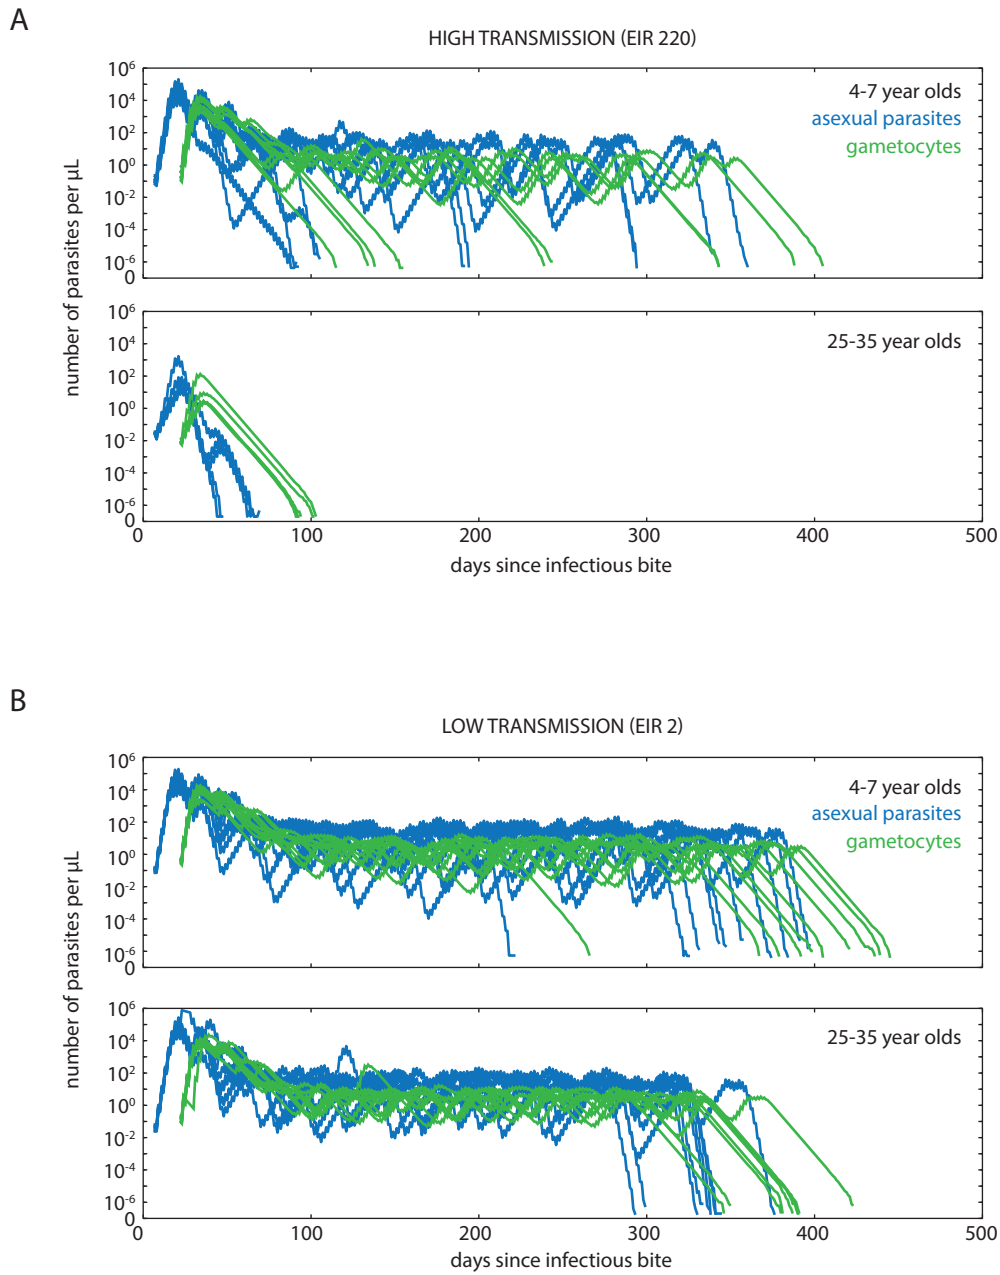 A
HIGH TRANSMISSION (EIR 220)
10⁶
10⁴
10²
10⁰
10⁻²
10⁻⁴
10⁻⁶
0
4-7 year olds
asexual parasites
gametocytes
number of parasites per µL
10⁶
10⁴
10²
10⁰
10⁻²
10⁻⁴
10⁻⁶
0
25-35 year olds
0 100 200 300 400 500
days since infectious bite
B
LOW TRANSMISSION (EIR 2)
10⁶
10⁴
10²
10⁰
10⁻²
10⁻⁴
10⁻⁶
0
4-7 year olds
asexual parasites
gametocytes
number of parasites per µL
10⁶
10⁴
10²
10⁰
10⁻²
10⁻⁴
10⁻⁶
0
25-35 year olds
0 100 200 300 400 500
days since infectious bite